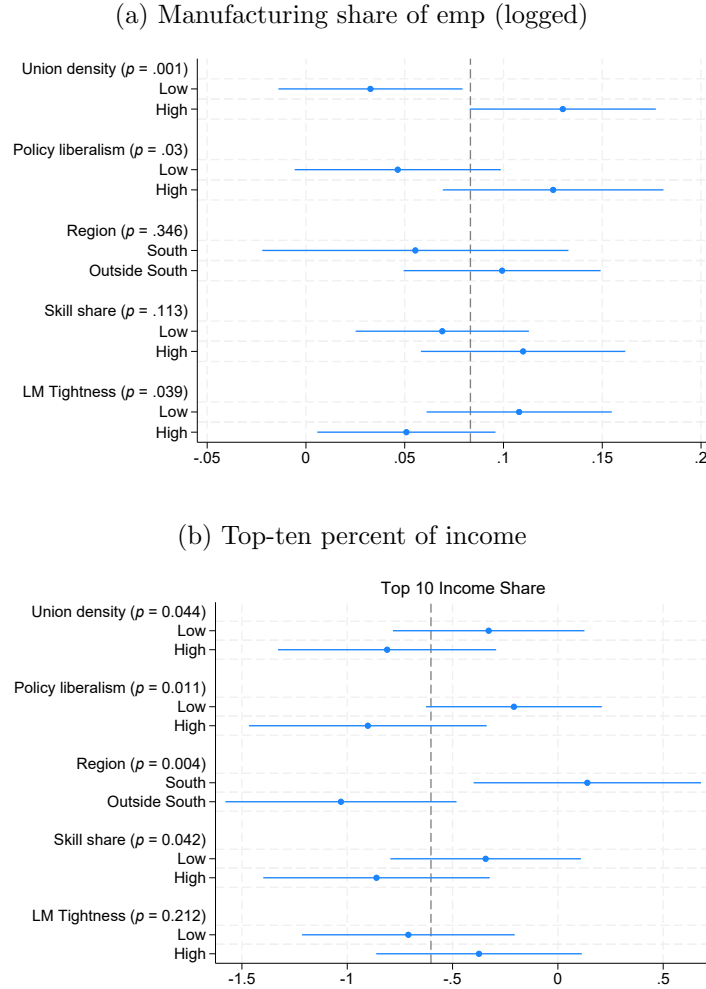 (a) Manufacturing share of emp (logged)
Union density (p = .001)
Low
High
Policy liberalism (p = .03)
Low
High
Region (p = .346)
South
Outside South
Skill share (p = .113)
Low
High
LM Tightness (p = .039)
Low
High
-.05 0 .05 .1 .15 .2
(b) Top-ten percent of income
Top 10 Income Share
Union density (p = 0.044)
Low
High
Policy liberalism (p = 0.011)
Low
High
Region (p = 0.004)
South
Outside South
Skill share (p = 0.042)
Low
High
LM Tightness (p = 0.212)
Low
High
-1.5 -1 -.5 0 .5